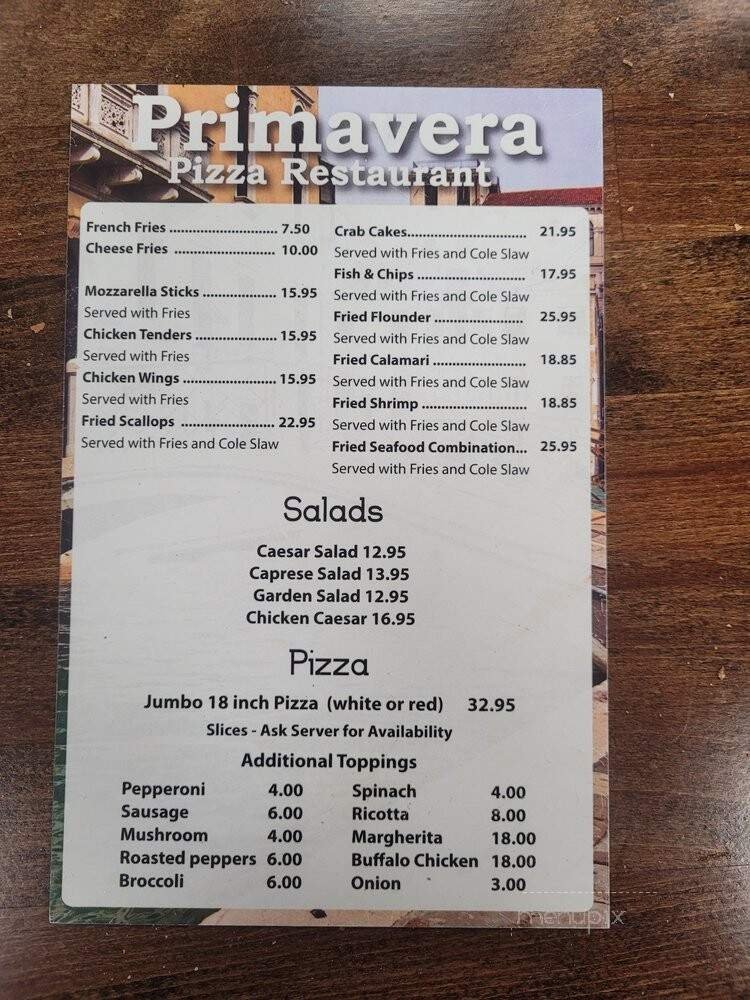 Primavera
Pizza Restaurant
French Fries ............................ 7.50
Cheese Fries .......................... 10.00
Mozzarella Sticks ................... 15.95
Served with Fries
Chicken Tenders ..................... 15.95
Served with Fries
Chicken Wings ........................ 15.95
Served with Fries
Fried Scallops ........................ 22.95
Served with Fries and Cole Slaw
Crab Cakes............................... 21.95
Served with Fries and Cole Slaw
Fish & Chips ............................ 17.95
Served with Fries and Cole Slaw
Fried Flounder ....................... 25.95
Served with Fries and Cole Slaw
Fried Calamari ........................ 18.85
Served with Fries and Cole Slaw
Fried Shrimp ........................... 18.85
Served with Fries and Cole Slaw
Fried Seafood Combination... 25.95
Served with Fries and Cole Slaw
Salads
Caesar Salad 12.95
Caprese Salad 13.95
Garden Salad 12.95
Chicken Caesar 16.95
Pizza
Jumbo 18 inch Pizza (white or red) 32.95
Slices - Ask Server for Availability
Additional Toppings
Pepperoni 4.00
Sausage 6.00
Mushroom 4.00
Roasted peppers 6.00
Broccoli 6.00
Spinach 4.00
Ricotta 8.00
Margherita 18.00
Buffalo Chicken 18.00
Onion 3.00
menupix